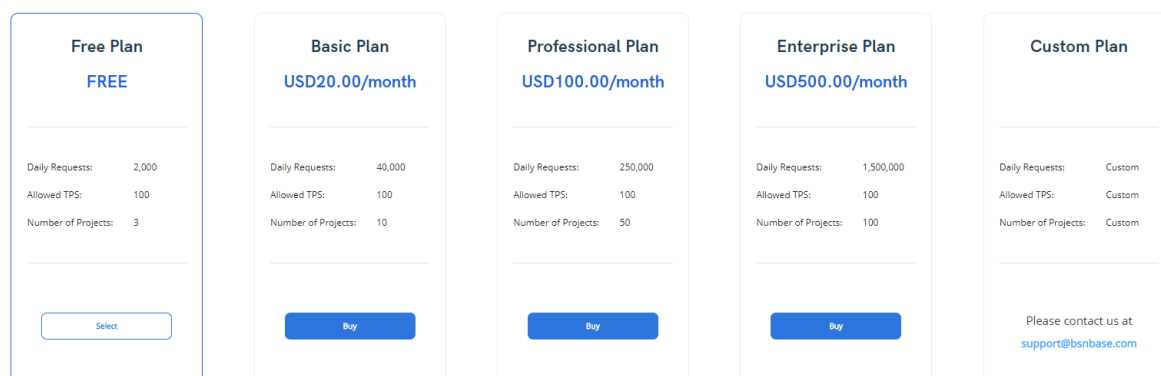 Free Plan
FREE
Daily Requests: 2,000
Allowed TPS: 100
Number of Projects: 3
Select
Basic Plan
USD20.00/month
Daily Requests: 40,000
Allowed TPS: 100
Number of Projects: 10
Buy
Professional Plan
USD100.00/month
Daily Requests: 250,000
Allowed TPS: 100
Number of Projects: 50
Buy
Enterprise Plan
USD500.00/month
Daily Requests: 1,500,000
Allowed TPS: 100
Number of Projects: 100
Buy
Custom Plan
Daily Requests: Custom
Allowed TPS: Custom
Number of Projects: Custom
Please contact us at
support@bsnbase.com